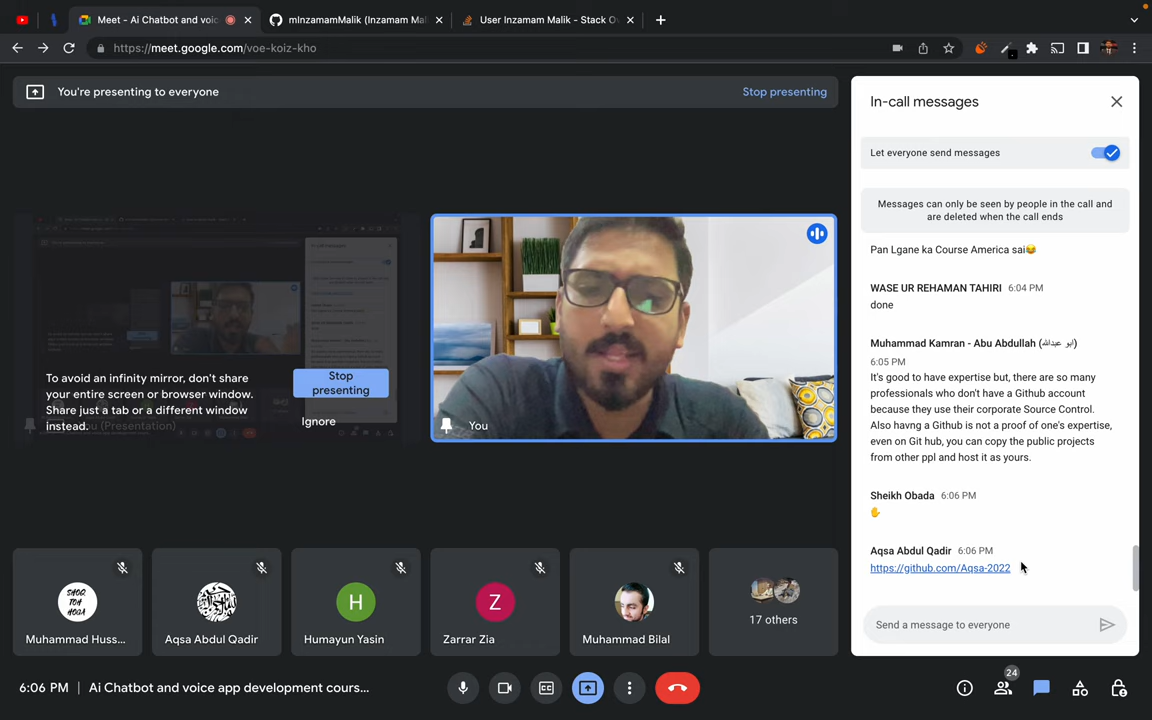 Meet - Ai Chatbot and voic
mInzamamMalik (Inzamam Mal
User Inzamam Malik - Stack Ov
https://meet.google.com/voe-koiz-kho
You're presenting to everyone
Stop presenting
To avoid an infinity mirror, don't share
your entire screen or browser window.
Share just a tab or a different window
instead.
You (Presentation)
Stop
presenting
Ignore
You
SHOR
TOH
HOGA
Muhammad Huss...
Aqsa Abdul Qadir
H
Humayun Yasin
Z
Zarrar Zia
Muhammad Bilal
17 others
In-call messages
Let everyone send messages
Messages can only be seen by people in the call and
are deleted when the call ends
Pan Lgane ka Course America sai😂
WASE UR REHAMAN TAHIRI 6:04 PM
done
Muhammad Kamran - Abu Abdullah (ابو عبدالله)
6:05 PM
It's good to have expertise but, there are so many
professionals who don't have a Github account
because they use their corporate Source Control.
Also havng a Github is not a proof of one's expertise,
even on Git hub, you can copy the public projects
from other ppl and host it as yours.
Sheikh Obada 6:06 PM
✋
Aqsa Abdul Qadir 6:06 PM
https://github.com/Aqsa-2022
Send a message to everyone
6:06 PM | Ai Chatbot and voice app development cours...
24